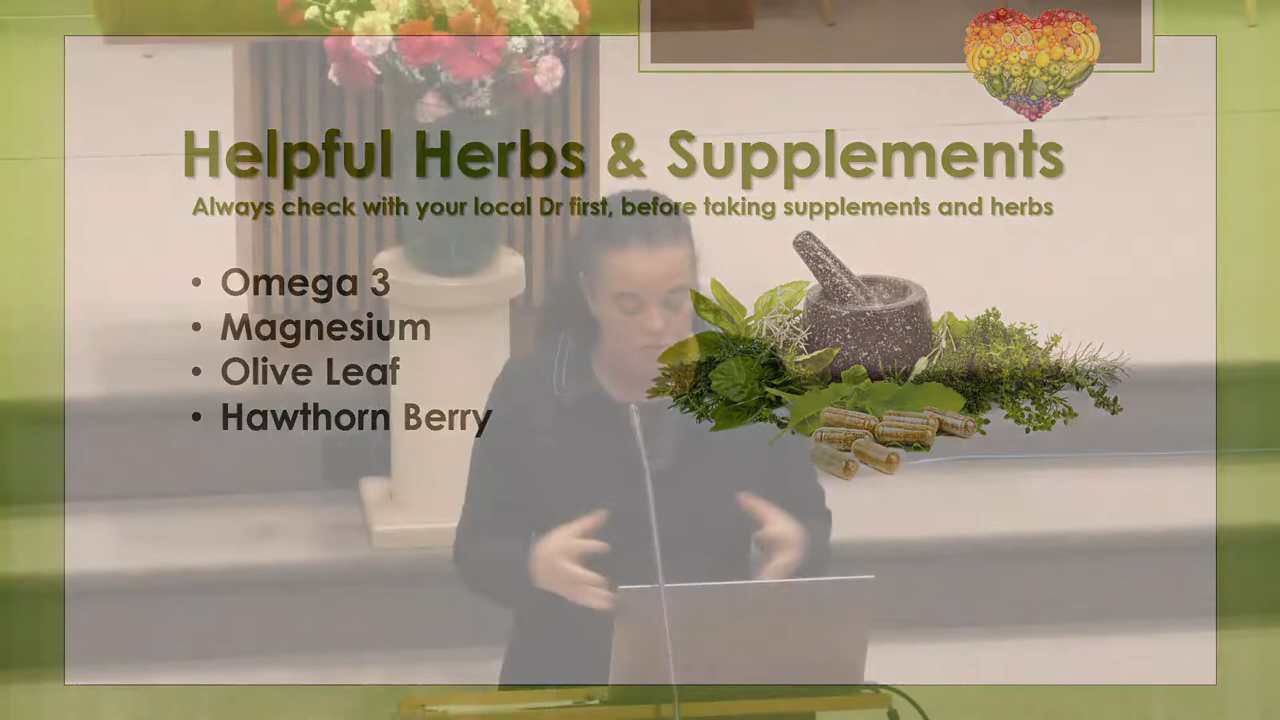 Helpful Herbs & Supplements
Always check with your local Dr first, before taking supplements and herbs
• Omega 3
• Magnesium
• Olive Leaf
• Hawthorn Berry